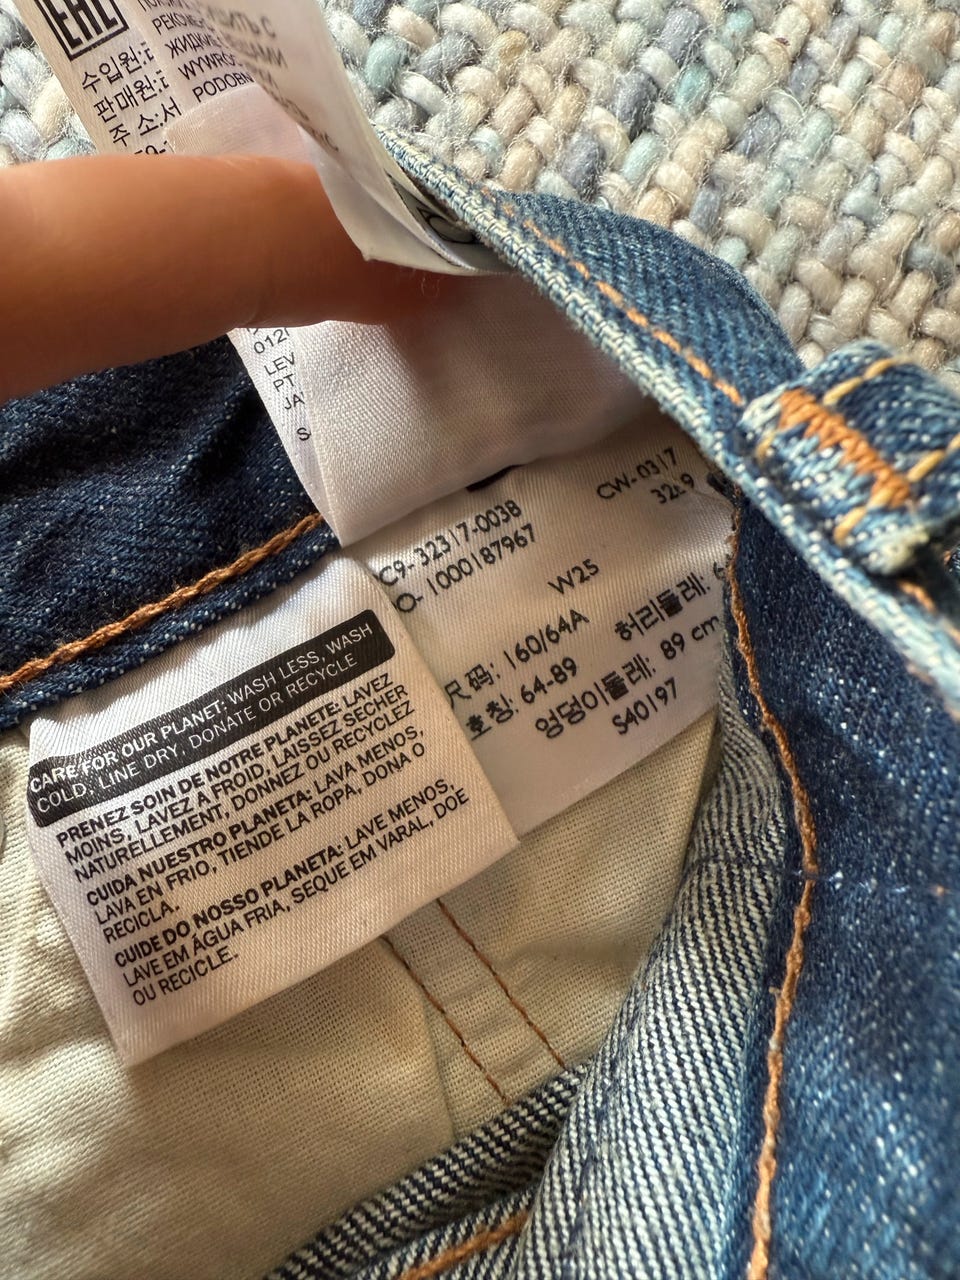 EAC
수입원:
판매원:
주 소:서
РЕКОМЕ
ЖИДКИ
WYWRÓ
PODOBN
012
LEV
PT
JA
C9-32317-0038
Q-1000187967
CW-0317
W25
尺码: 160/64A
호칭: 64-89
허리둘레: 6
엉덩이둘레: 89 cm
S40197
CARE FOR OUR PLANET: WASH LESS, WASH
COLD, LINE DRY, DONATE OR RECYCLE
PRENEZ SOIN DE NOTRE PLANETE: LAVEZ
MOINS, LAVEZ A FROID, LAISSEZ SECHER
NATURELLEMENT, DONNEZ OU RECYCLEZ
CUIDA NUESTRO PLANETA: LAVA MENOS,
LAVA EN FRIO, TIENDE LA ROPA, DONA O
RECICLA.
CUIDE DO NOSSO PLANETA: LAVE MENOS,
LAVE EM ÁGUA FRIA, SEQUE EM VARAL, DOE
OU RECICLE.